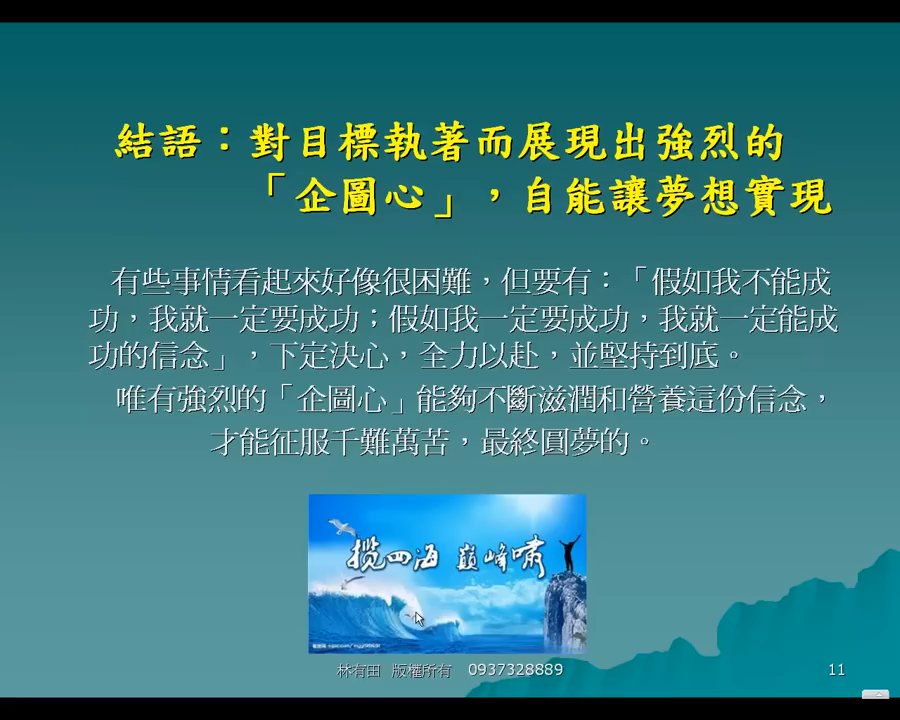 結語：對目標執著而展現出強烈的
「企圖心」，自能讓夢想實現
有些事情看起來好像很困難，但要有：「假如我不能成
功，我就一定要成功；假如我一定要成功，我就一定能成
功的信念」，下定決心，全力以赴，並堅持到底。
唯有強烈的「企圖心」能夠不斷滋潤和營養這份信念，
才能征服千難萬苦，最終圓夢的。
揽四海 巅峰啸
林有田 版權所有 0937328889
11